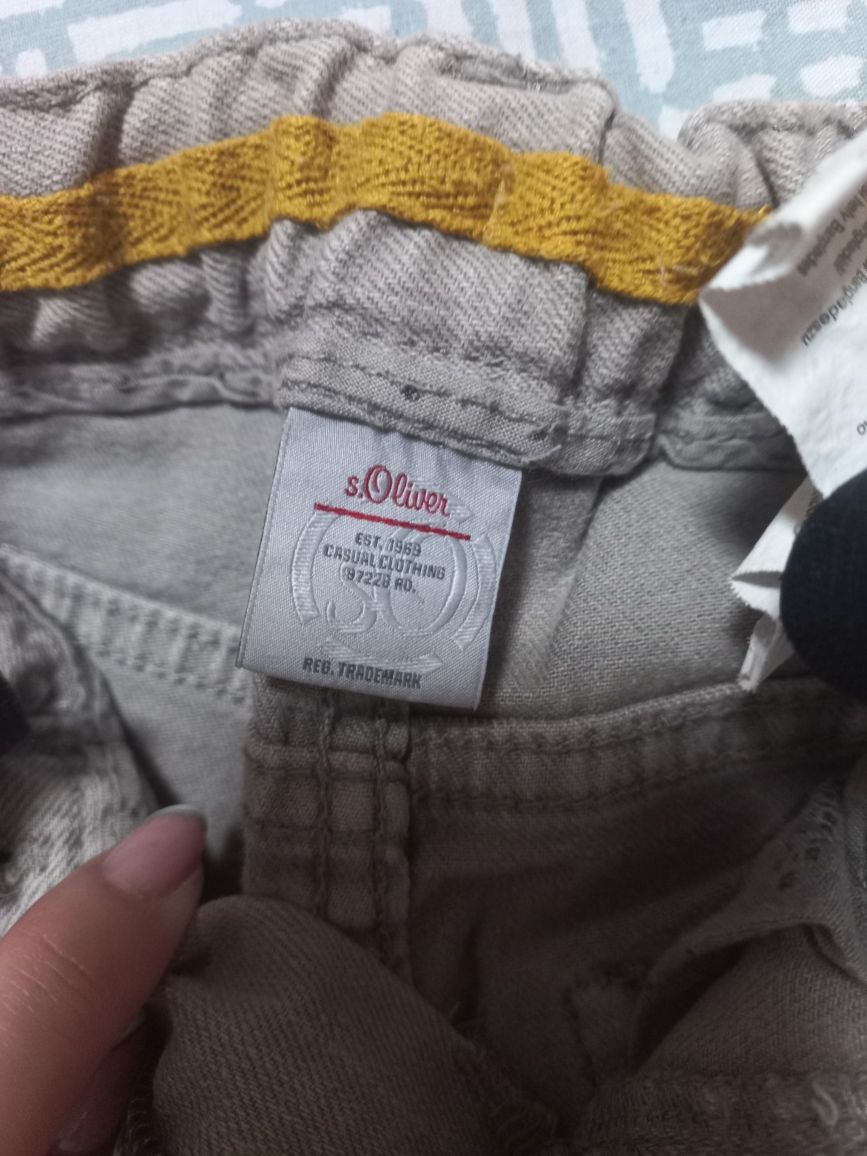 s.Oliver
EST. 1969
CASUAL CLOTHING
97228 RO.
REG. TRADEMARK